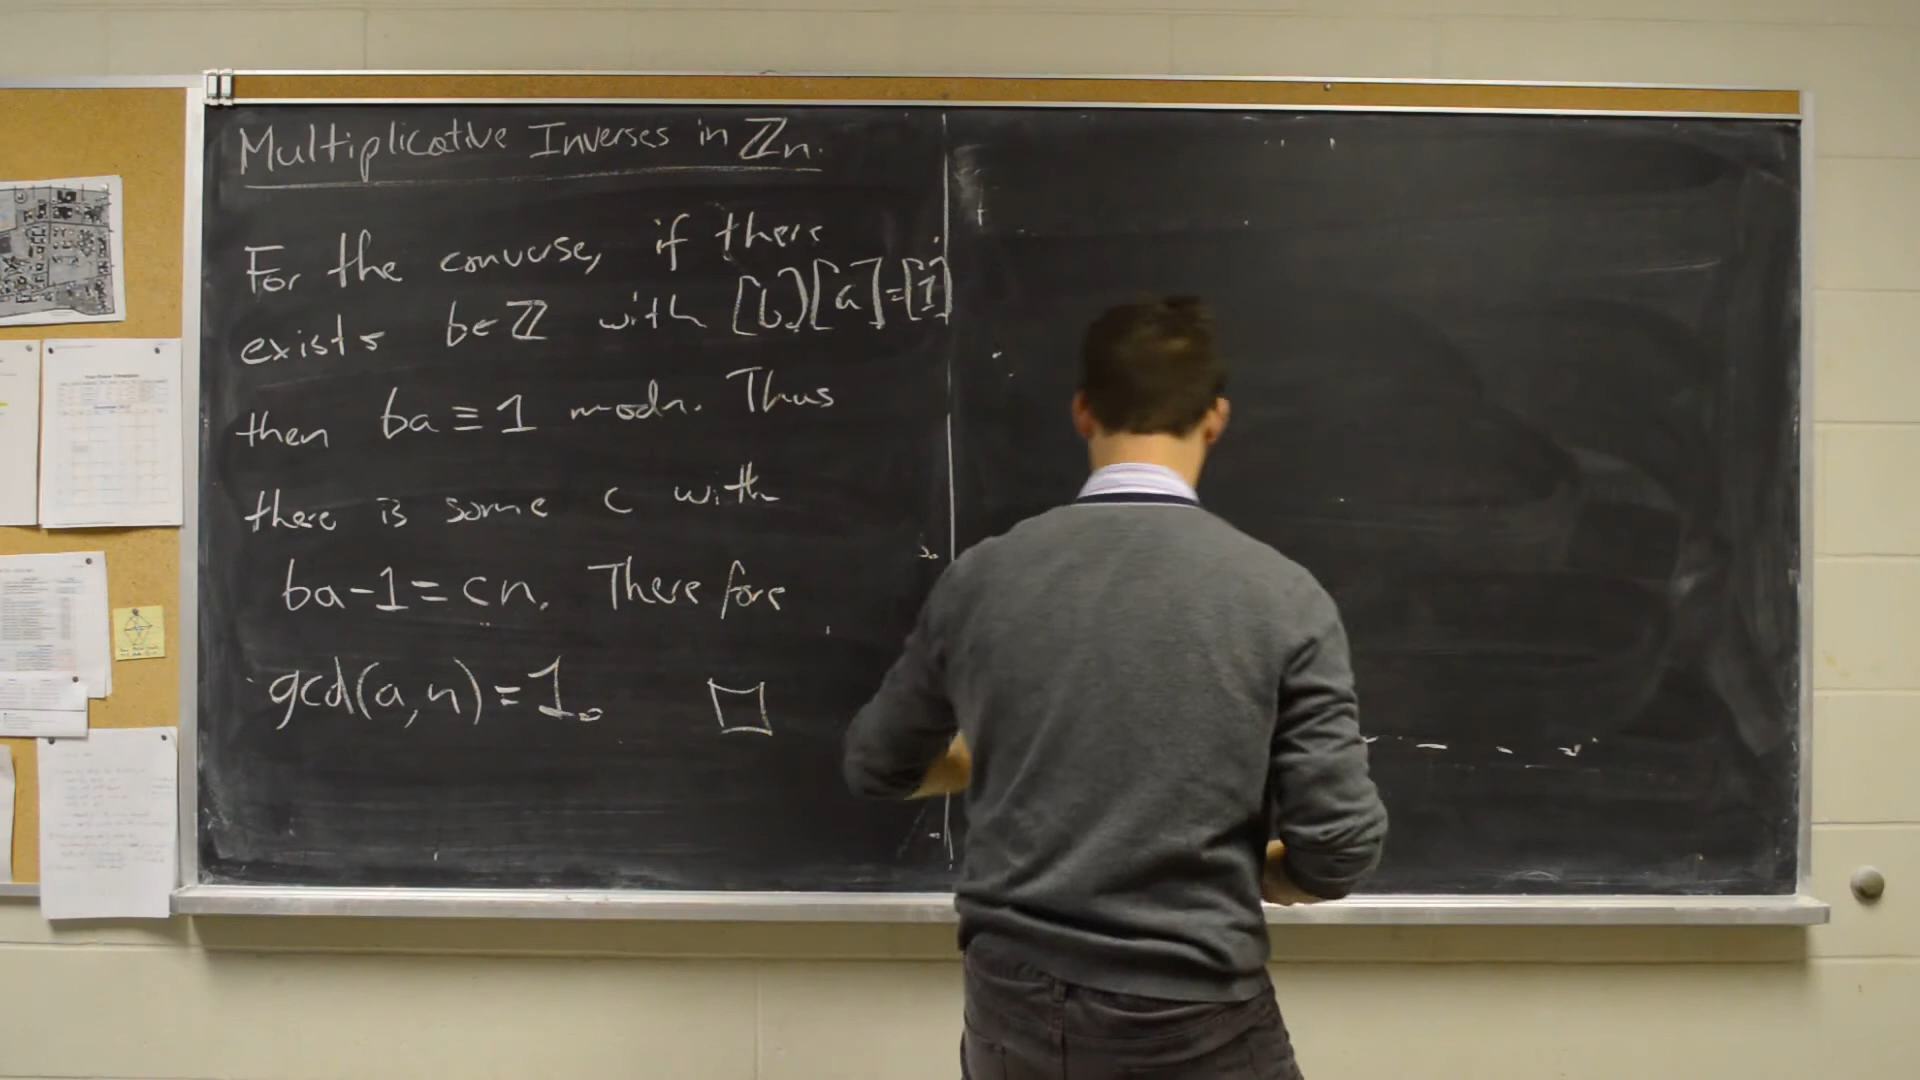 Multiplicative Inverses in ℤn.
For the converse, if there
exists b∈ℤ with [b][a]=[1]
then ba≡1 mod n. Thus
there is some c with
ba-1=cn. Therefore
gcd(a,n)=1.